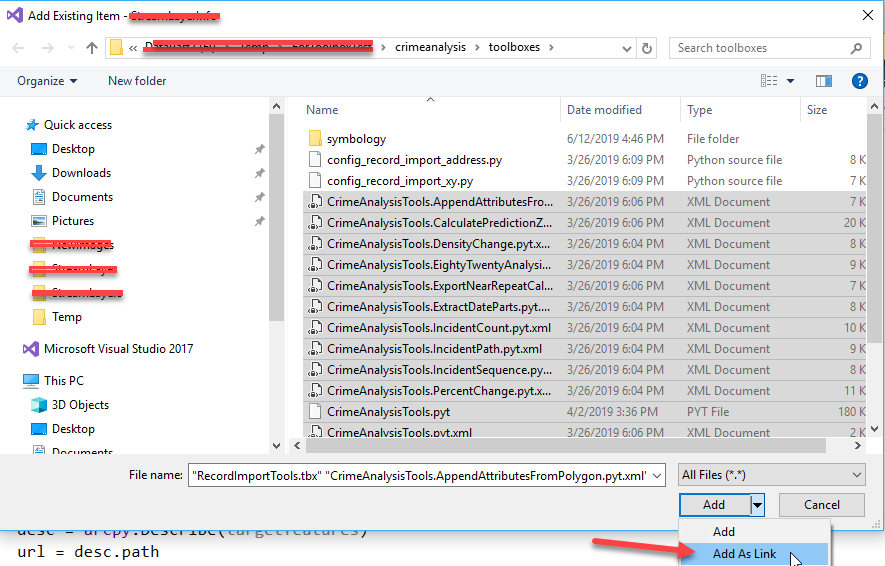 Add Existing Item -
« crimeanalysis › toolboxes ›
Search toolboxes
Organize
New folder
Name Date modified Type Size
Quick access
Desktop
Downloads
Documents
Pictures
Temp
Microsoft Visual Studio 2017
This PC
3D Objects
Desktop
Documents
symbology 6/12/2019 4:46 PM File folder
config_record_import_address.py 3/26/2019 6:09 PM Python source file 8 K
config_record_import_xy.py 3/26/2019 6:09 PM Python source file 7 K
CrimeAnalysisTools.AppendAttributesFro... 3/26/2019 6:06 PM XML Document 7 K
CrimeAnalysisTools.CalculatePredictionZ... 3/26/2019 6:06 PM XML Document 20 K
CrimeAnalysisTools.DensityChange.pyt.x... 3/26/2019 6:04 PM XML Document 8 K
CrimeAnalysisTools.EightyTwentyAnalysi... 3/26/2019 6:04 PM XML Document 9 K
CrimeAnalysisTools.ExportNearRepeatCal... 3/26/2019 6:06 PM XML Document 7 K
CrimeAnalysisTools.ExtractDateParts.pyt.... 3/26/2019 6:04 PM XML Document 8 K
CrimeAnalysisTools.IncidentCount.pyt.xml 3/26/2019 6:04 PM XML Document 10 K
CrimeAnalysisTools.IncidentPath.pyt.xml 3/26/2019 6:04 PM XML Document 9 K
CrimeAnalysisTools.IncidentSequence.py... 3/26/2019 6:06 PM XML Document 8 K
CrimeAnalysisTools.PercentChange.pyt.x... 3/26/2019 6:04 PM XML Document 11 K
CrimeAnalysisTools.pyt 4/2/2019 3:36 PM PYT File 180 K
CrimeAnalysisTools.pyt.xml 3/26/2019 6:06 PM XML Document 2 K
File name: "RecordImportTools.tbx" "CrimeAnalysisTools.AppendAttributesFromPolygon.pyt.xml"
All Files (*.*)
Add
Cancel
Add
Add As Link
desc = arcpy.Describe(targetFeatures)
url = desc.path